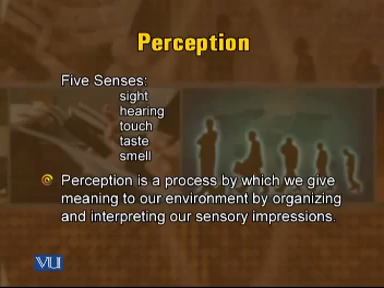 Perception
Five Senses:
sight
hearing
touch
taste
smell
Perception is a process by which we give
meaning to our environment by organizing
and interpreting our sensory impressions.
VU